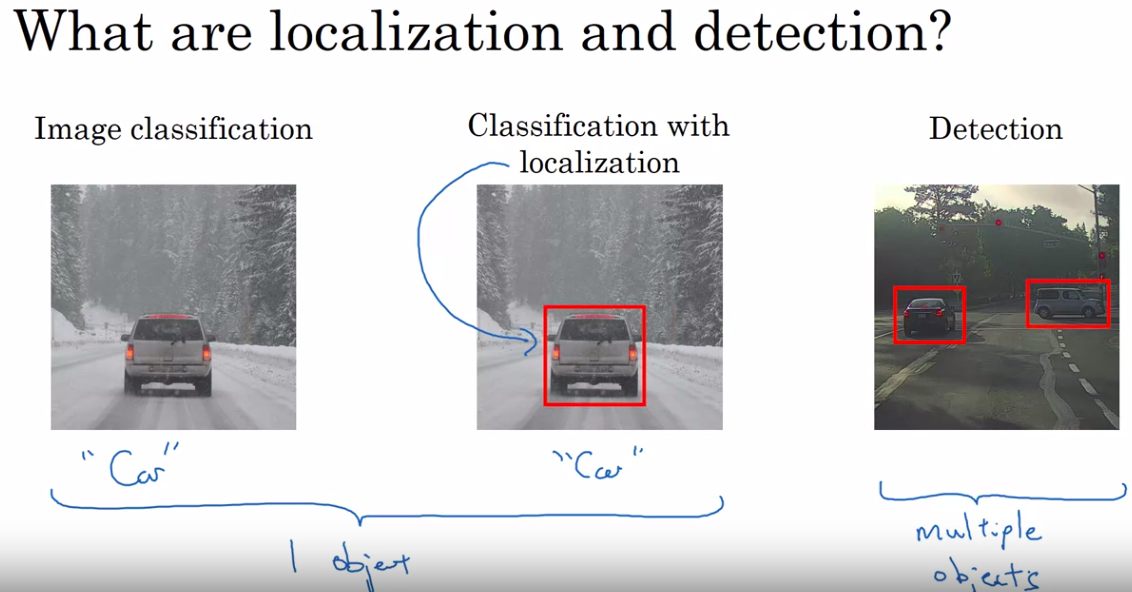 What are localization and detection?
Image classification
Classification with
localization
Detection
"Car"
"Car"
1 object
multiple
objects